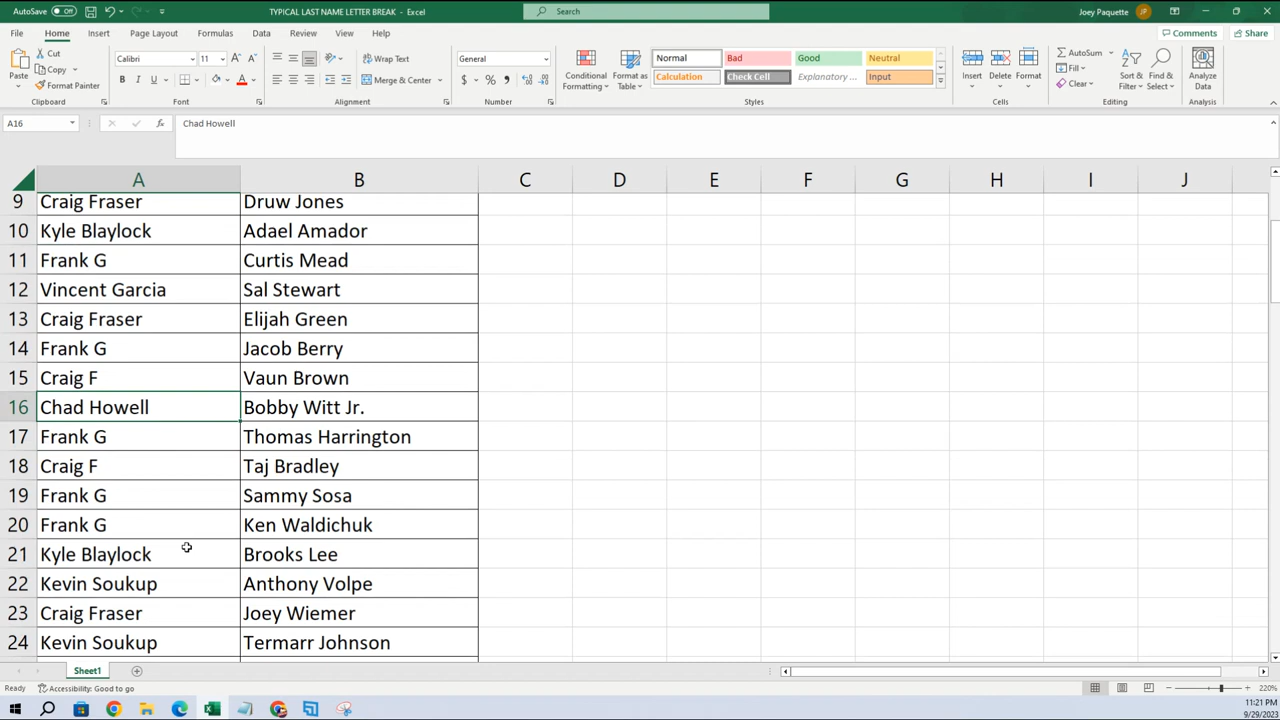 AutoSave Off TYPICAL LAST NAME LETTER BREAK - Excel Search Joey Paquette JP
File Home Insert Page Layout Formulas Data Review View Help Comments Share
Paste Cut Copy Format Painter Clipboard
Calibri 11 B I U A Font
Wrap Text Merge & Center Alignment
General $ % Number
Conditional Formatting Format as Table
Normal Bad Good Neutral
Calculation Check Cell Explanatory ... Input Styles
Insert Delete Format Cells
AutoSum Fill Clear Sort & Filter Find & Select Editing
Analyze Data Analysis
A16 fx Chad Howell
A B C D E F G H I J
9 Craig Fraser Druw Jones
10 Kyle Blaylock Adael Amador
11 Frank G Curtis Mead
12 Vincent Garcia Sal Stewart
13 Craig Fraser Elijah Green
14 Frank G Jacob Berry
15 Craig F Vaun Brown
16 Chad Howell Bobby Witt Jr.
17 Frank G Thomas Harrington
18 Craig F Taj Bradley
19 Frank G Sammy Sosa
20 Frank G Ken Waldichuk
21 Kyle Blaylock Brooks Lee
22 Kevin Soukup Anthony Volpe
23 Craig Fraser Joey Wiemer
24 Kevin Soukup Termarr Johnson
Sheet1
Ready Accessibility: Good to go 220%
11:21 PM
9/29/2023